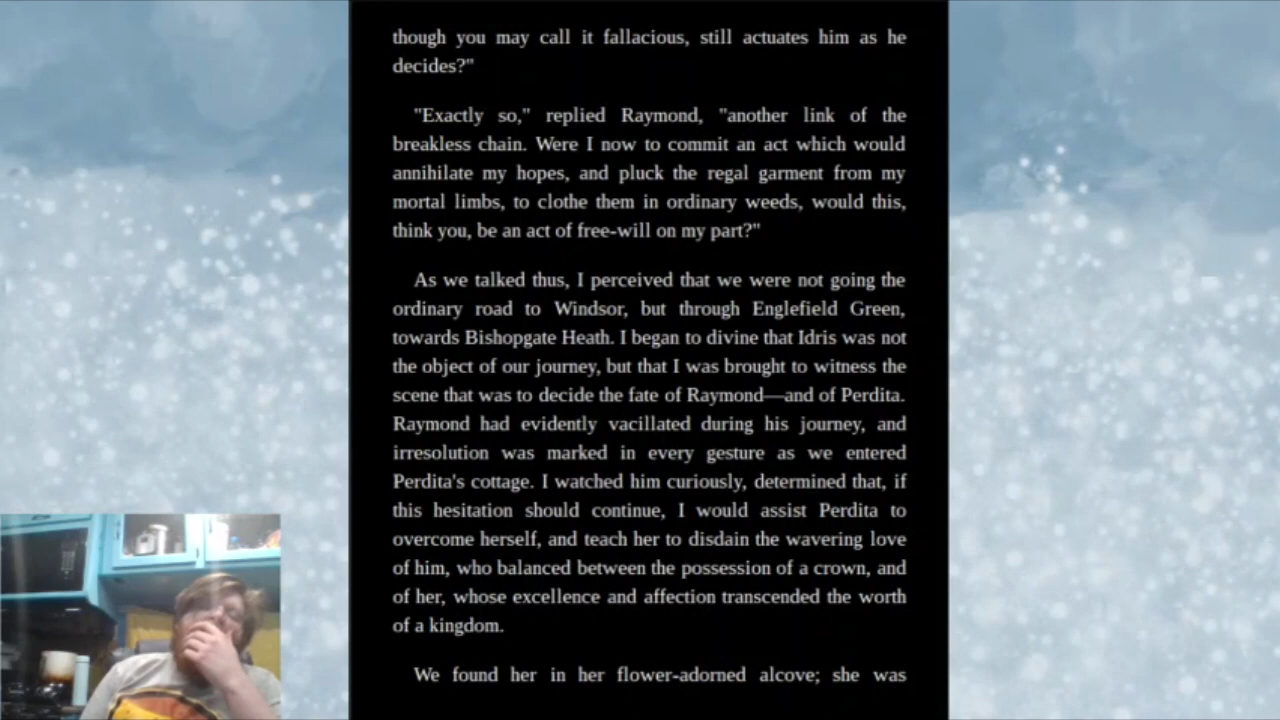 though you may call it fallacious, still actuates him as he
decides?"
"Exactly so," replied Raymond, "another link of the
breakless chain. Were I now to commit an act which would
annihilate my hopes, and pluck the regal garment from my
mortal limbs, to clothe them in ordinary weeds, would this,
think you, be an act of free-will on my part?"
As we talked thus, I perceived that we were not going the
ordinary road to Windsor, but through Englefield Green,
towards Bishopgate Heath. I began to divine that Idris was not
the object of our journey, but that I was brought to witness the
scene that was to decide the fate of Raymond—and of Perdita.
Raymond had evidently vacillated during his journey, and
irresolution was marked in every gesture as we entered
Perdita's cottage. I watched him curiously, determined that, if
this hesitation should continue, I would assist Perdita to
overcome herself, and teach her to disdain the wavering love
of him, who balanced between the possession of a crown, and
of her, whose excellence and affection transcended the worth
of a kingdom.
We found her in her flower-adorned alcove; she was